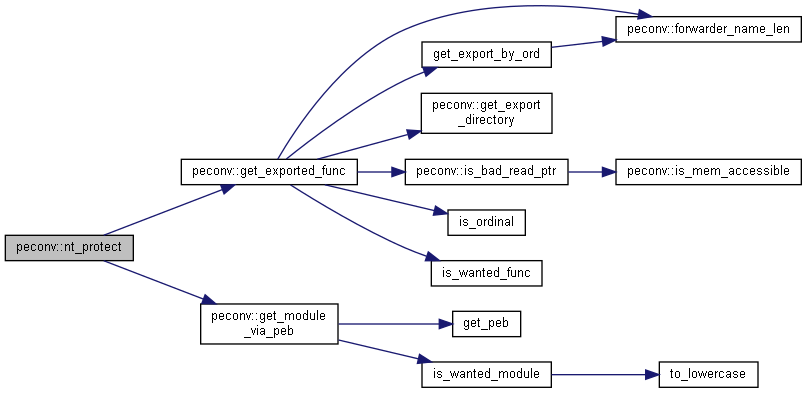 peconv::forwarder_name_len
get_export_by_ord
peconv::get_export
_directory
peconv::get_exported_func
peconv::is_bad_read_ptr
peconv::is_mem_accessible
is_ordinal
peconv::nt_protect
is_wanted_func
peconv::get_module
_via_peb
get_peb
is_wanted_module
to_lowercase